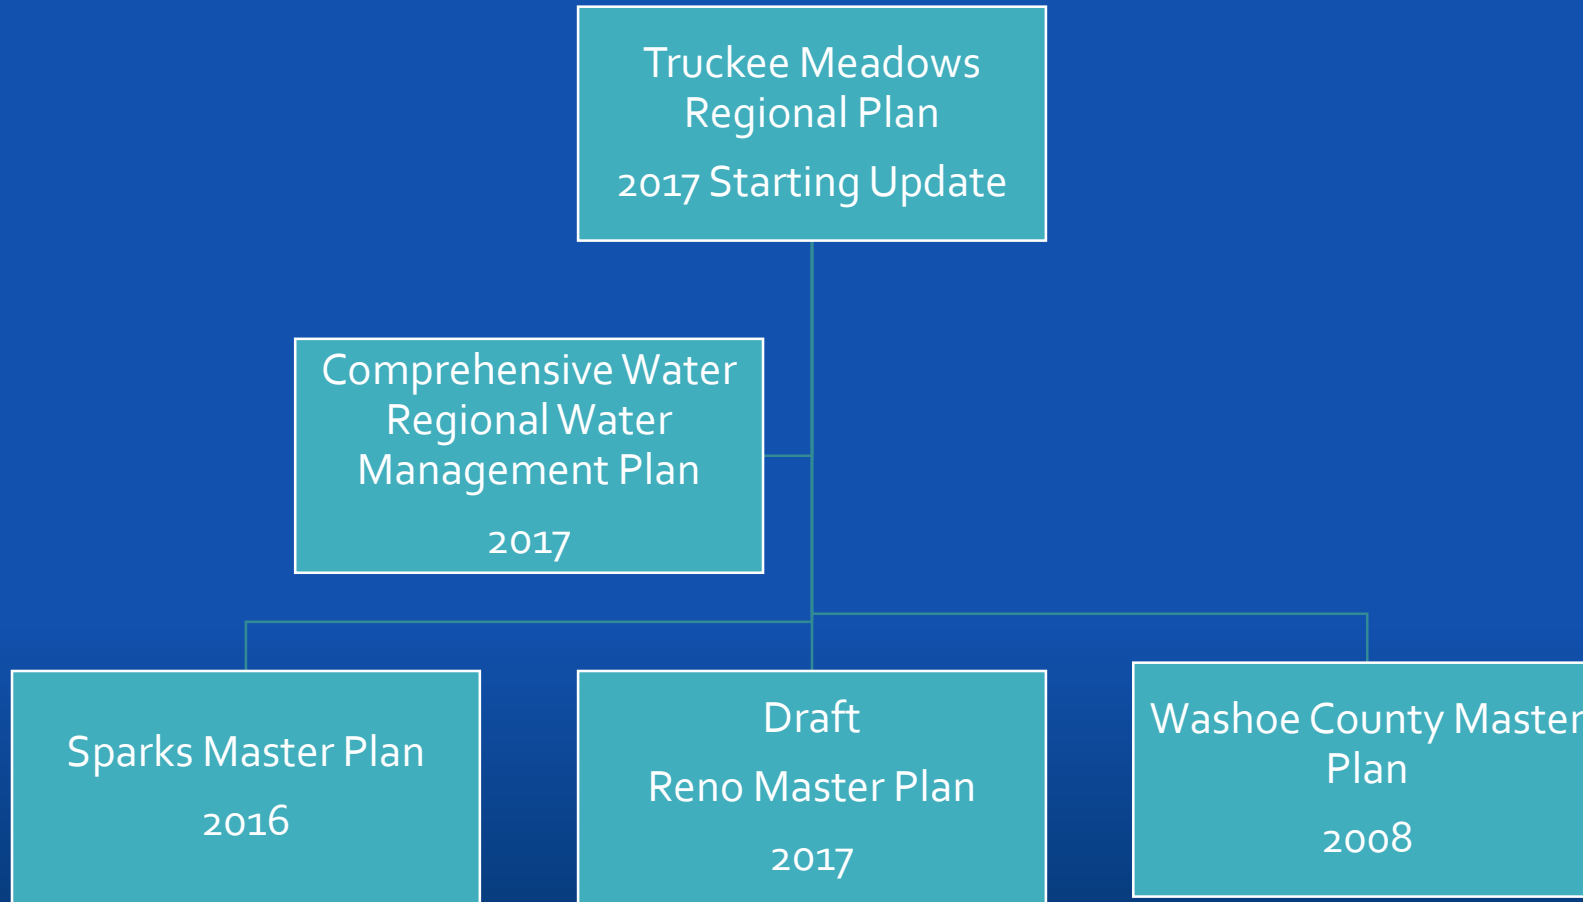 Truckee Meadows
Regional Plan
2017 Starting Update
Comprehensive Water
Regional Water
Management Plan
2017
Sparks Master Plan
2016
Draft
Reno Master Plan
2017
Washoe County Master
Plan
2008